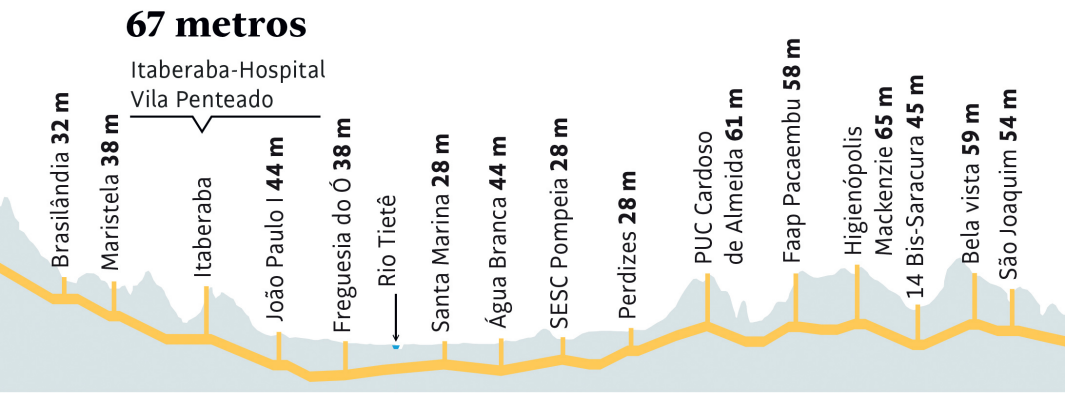 67 metros
Itaberaba-Hospital
Vila Penteado
Brasilândia 32 m
Maristela 38 m
Itaberaba
João Paulo I 44 m
Freguesia do Ó 38 m
Rio Tietê
Santa Marina 28 m
Água Branca 44 m
SESC Pompeia 28 m
Perdizes 28 m
PUC Cardoso
de Almeida 61 m
Faap Pacaembu 58 m
Higienópolis
Mackenzie 65 m
14 Bis-Saracura 45 m
Bela vista 59 m
São Joaquim 54 m